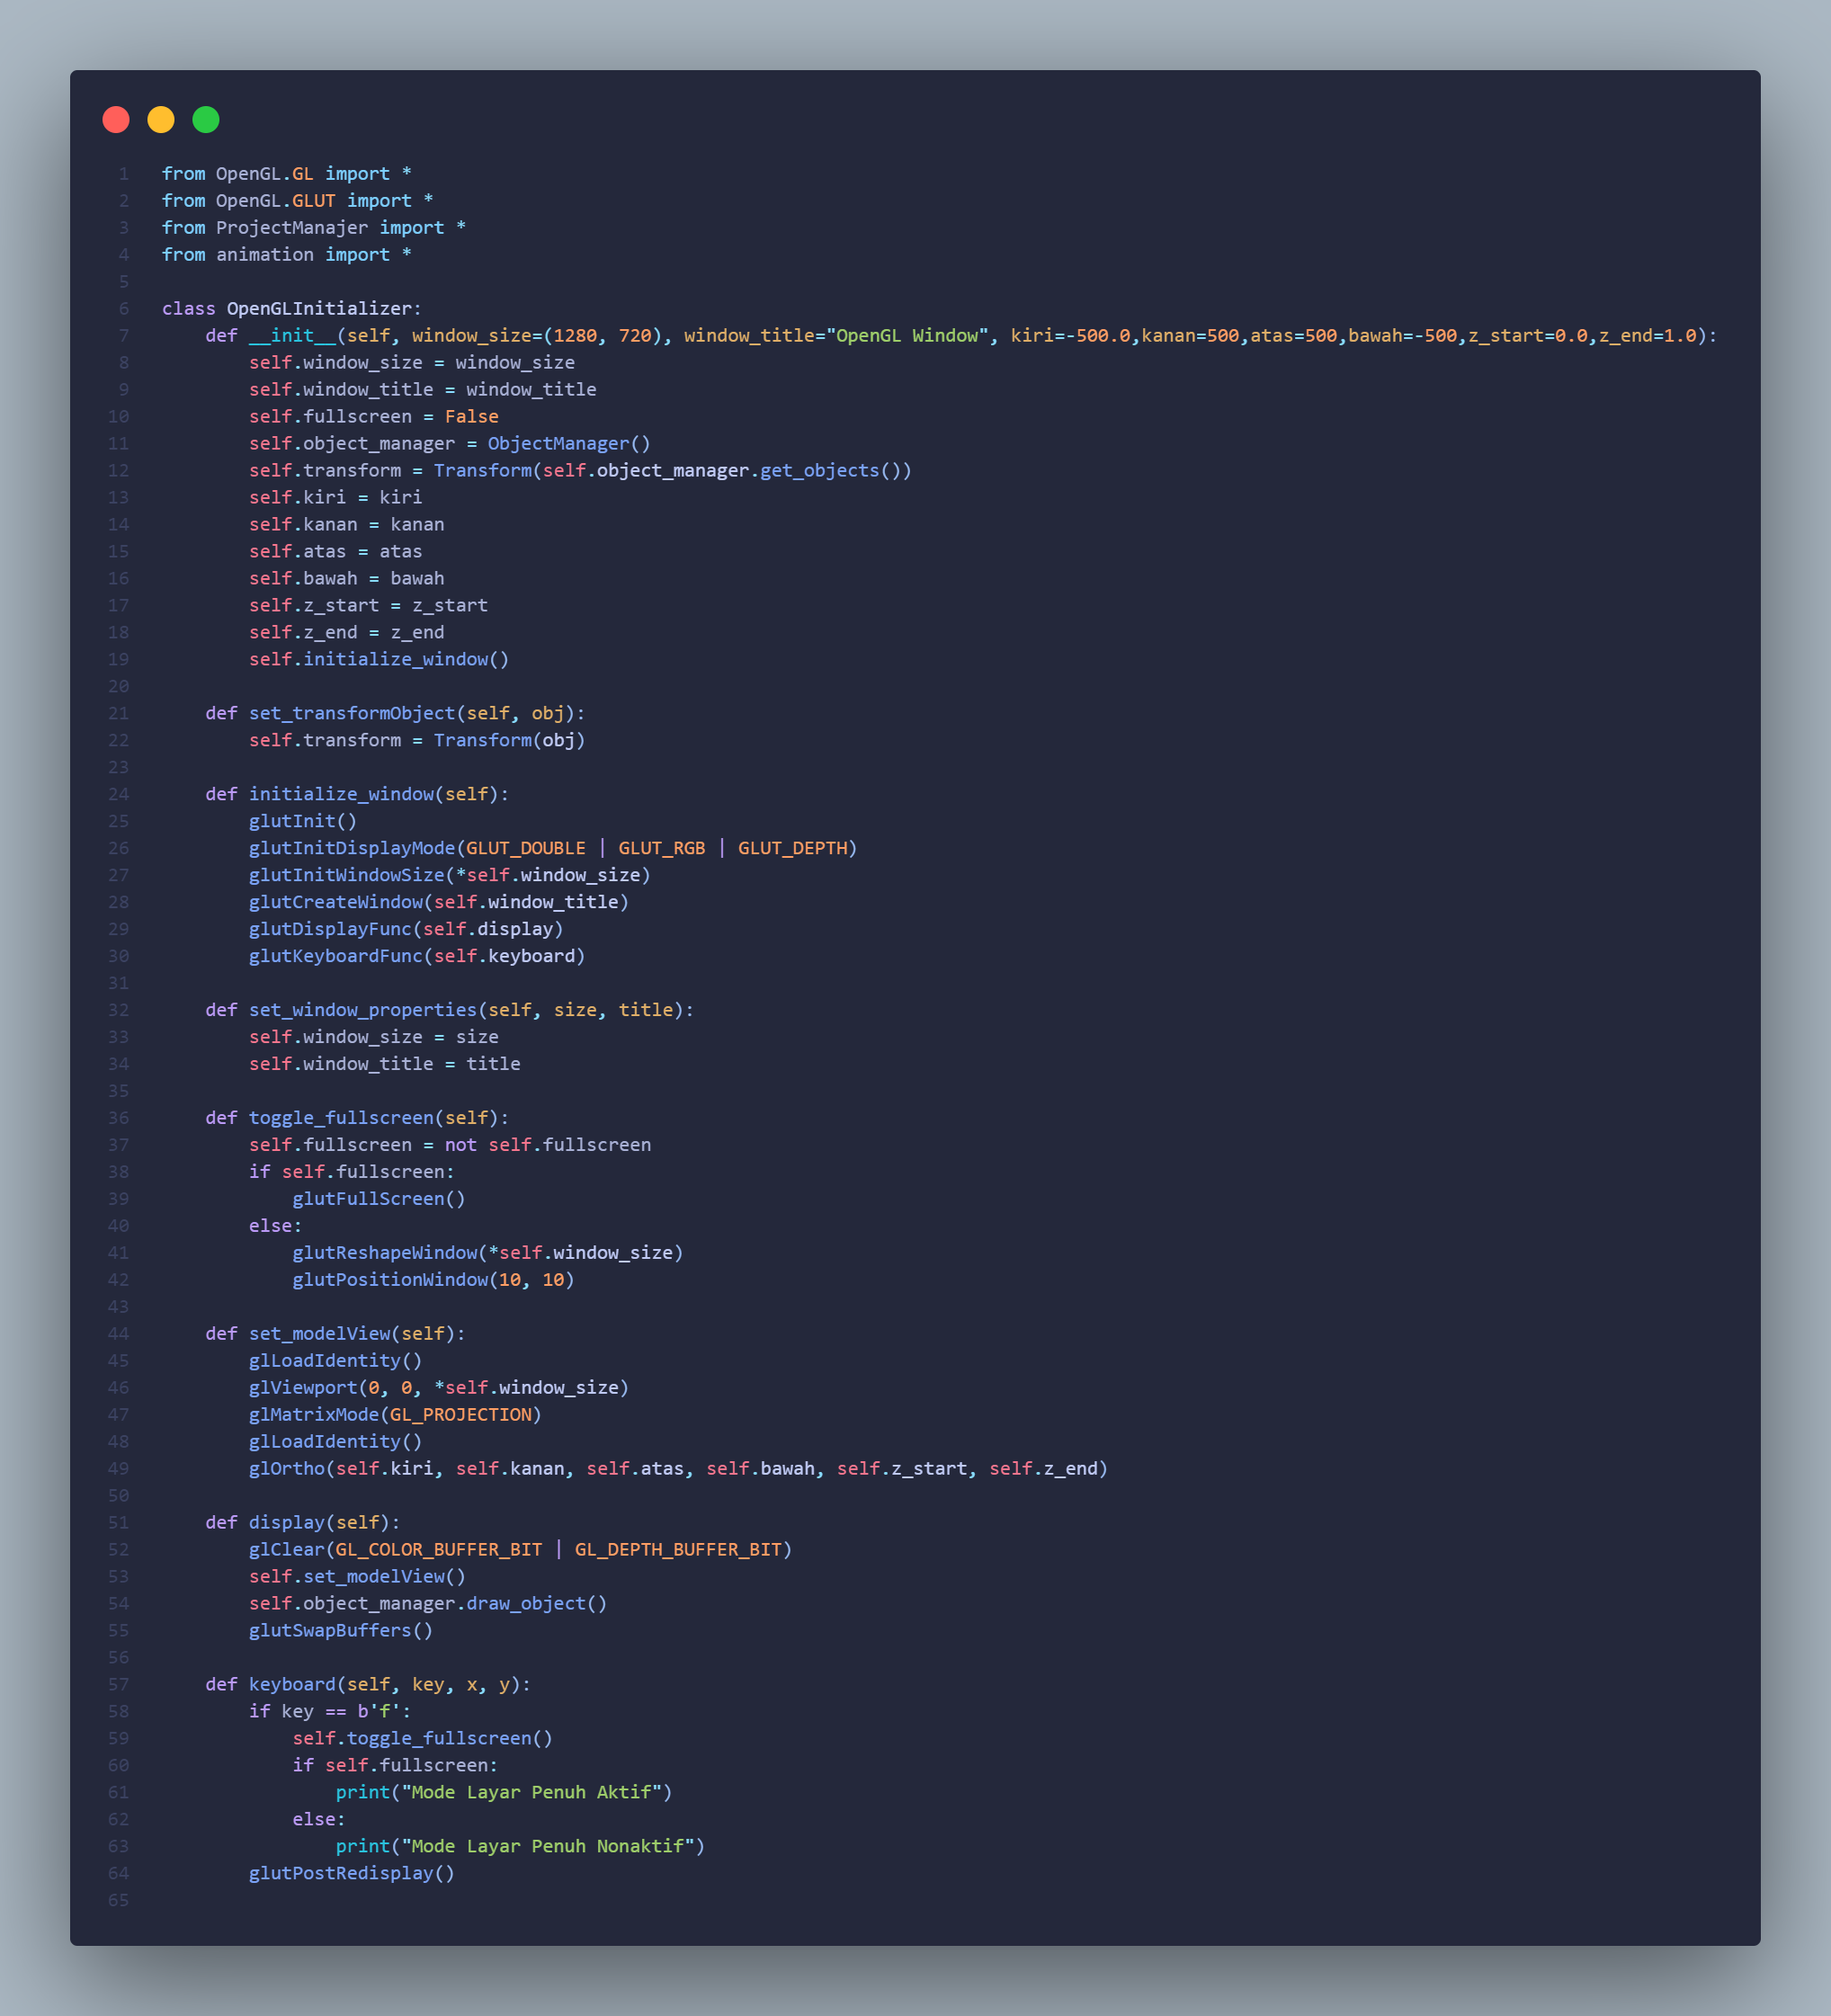 1 from OpenGL.GL import *
2 from OpenGL.GLUT import *
3 from ProjectManajer import *
4 from animation import *
5
6 class OpenGLInitializer:
7     def __init__(self, window_size=(1280, 720), window_title="OpenGL Window", kiri=-500.0,kanan=500,atas=500,bawah=-500,z_start=0.0,z_end=1.0):
8         self.window_size = window_size
9         self.window_title = window_title
10         self.fullscreen = False
11         self.object_manager = ObjectManager()
12         self.transform = Transform(self.object_manager.get_objects())
13         self.kiri = kiri
14         self.kanan = kanan
15         self.atas = atas
16         self.bawah = bawah
17         self.z_start = z_start
18         self.z_end = z_end
19         self.initialize_window()
20
21     def set_transformObject(self, obj):
22         self.transform = Transform(obj)
23
24     def initialize_window(self):
25         glutInit()
26         glutInitDisplayMode(GLUT_DOUBLE | GLUT_RGB | GLUT_DEPTH)
27         glutInitWindowSize(*self.window_size)
28         glutCreateWindow(self.window_title)
29         glutDisplayFunc(self.display)
30         glutKeyboardFunc(self.keyboard)
31
32     def set_window_properties(self, size, title):
33         self.window_size = size
34         self.window_title = title
35
36     def toggle_fullscreen(self):
37         self.fullscreen = not self.fullscreen
38         if self.fullscreen:
39             glutFullScreen()
40         else:
41             glutReshapeWindow(*self.window_size)
42             glutPositionWindow(10, 10)
43
44     def set_modelView(self):
45         glLoadIdentity()
46         glViewport(0, 0, *self.window_size)
47         glMatrixMode(GL_PROJECTION)
48         glLoadIdentity()
49         glOrtho(self.kiri, self.kanan, self.atas, self.bawah, self.z_start, self.z_end)
50
51     def display(self):
52         glClear(GL_COLOR_BUFFER_BIT | GL_DEPTH_BUFFER_BIT)
53         self.set_modelView()
54         self.object_manager.draw_object()
55         glutSwapBuffers()
56
57     def keyboard(self, key, x, y):
58         if key == b'f':
59             self.toggle_fullscreen()
60             if self.fullscreen:
61                 print("Mode Layar Penuh Aktif")
62             else:
63                 print("Mode Layar Penuh Nonaktif")
64         glutPostRedisplay()
65